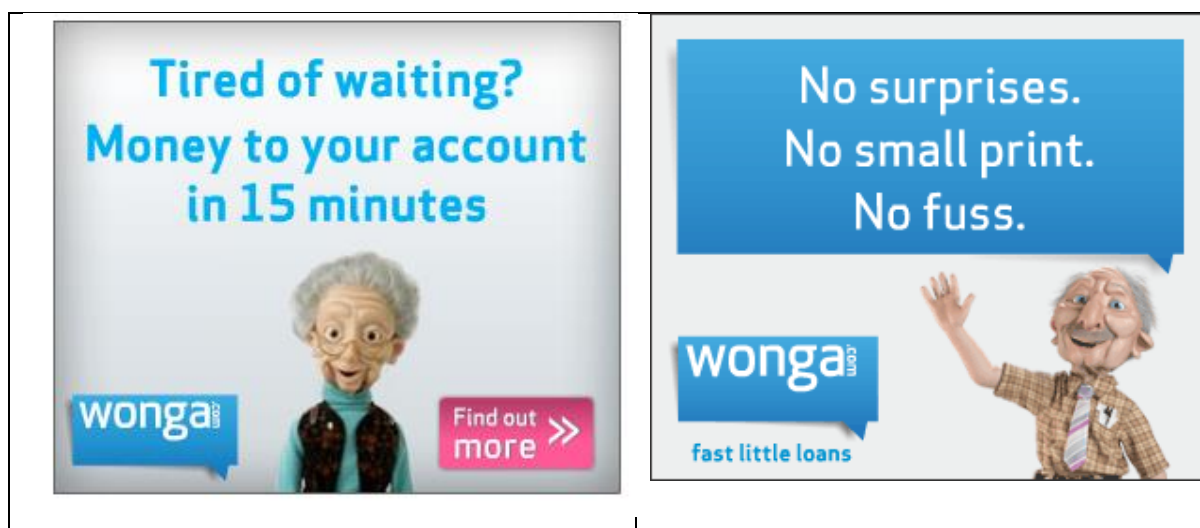 Tired of waiting?
Money to your account
in 15 minutes
wonga.com
Find out
more
No surprises.
No small print.
No fuss.
wonga.com
fast little loans